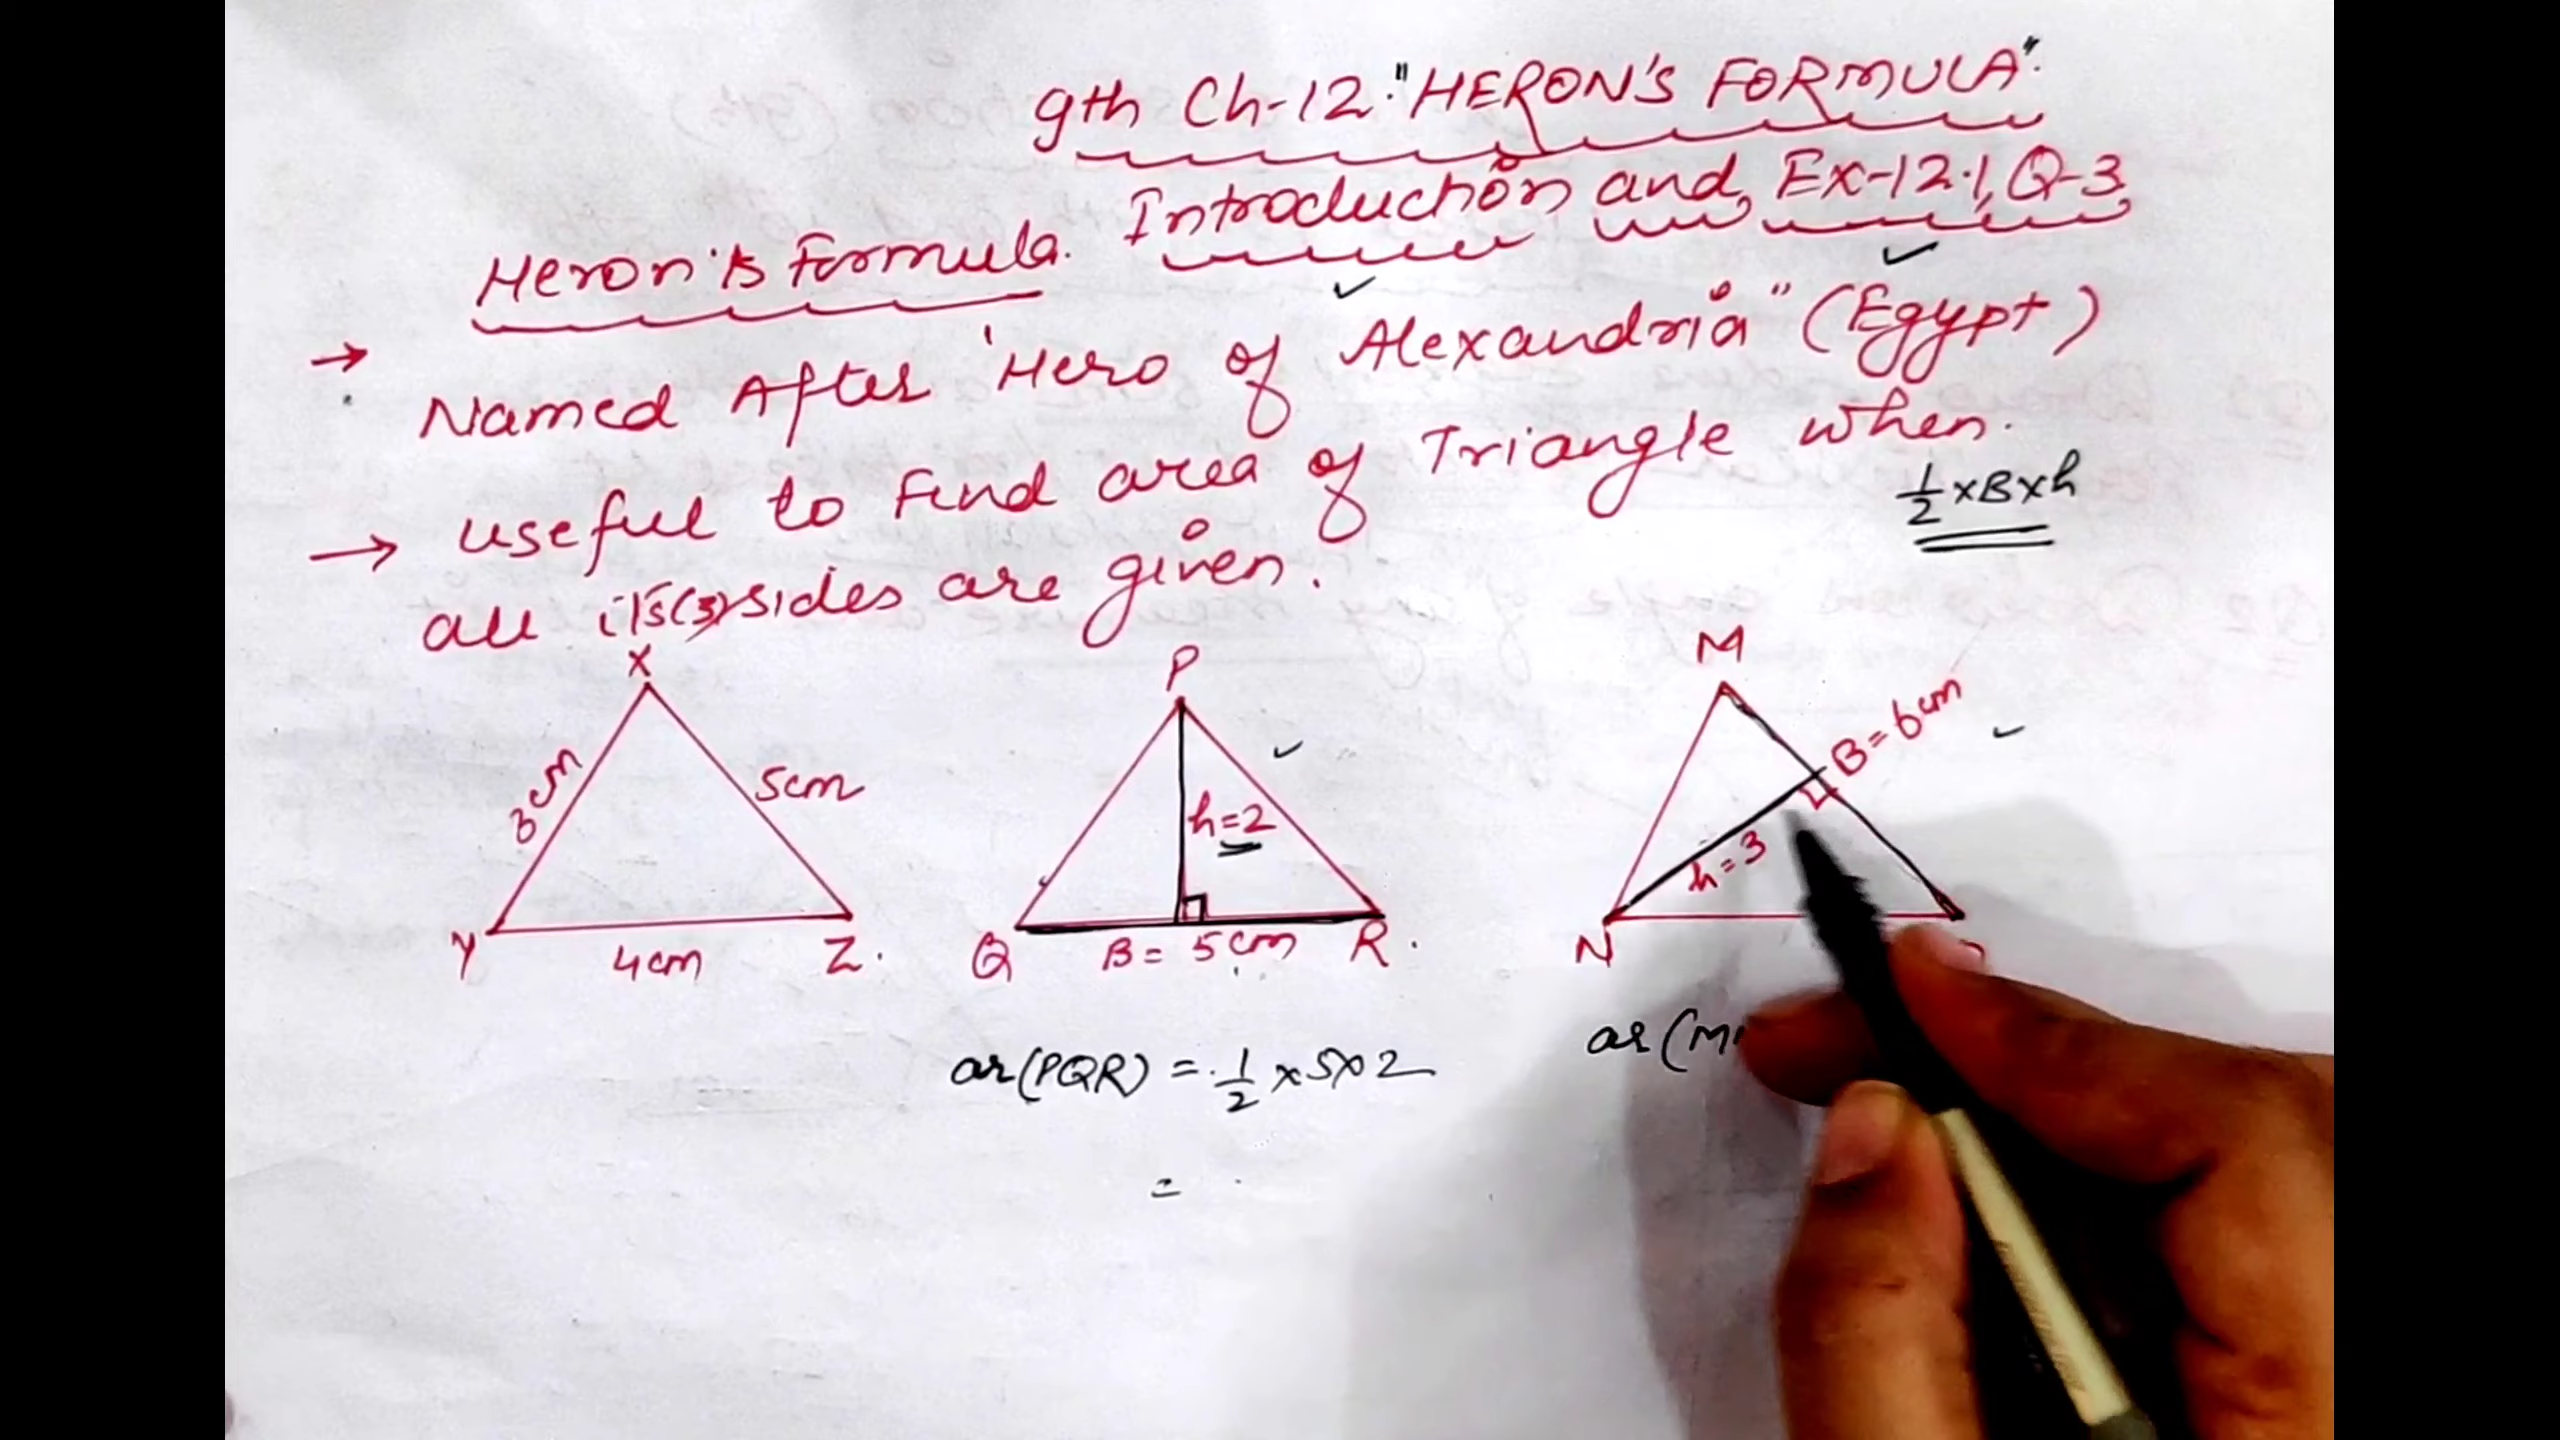 9th Ch-12 "HERON'S FORMULA".
Introduction and Ex-12.1, Q-3
Heron's Formula.
→ Named After 'Hero of Alexandria" (Egypt)
→ useful to Find area of Triangle when.
all its(3) sides are given.
1/2 × B × h
X
3cm
5cm
Y
4cm
Z.
P
h=2
Q
B = 5cm
R.
M
B = 6cm
h = 3
N
ar(PQR) = 1/2 × 5 × 2
=
ar(M